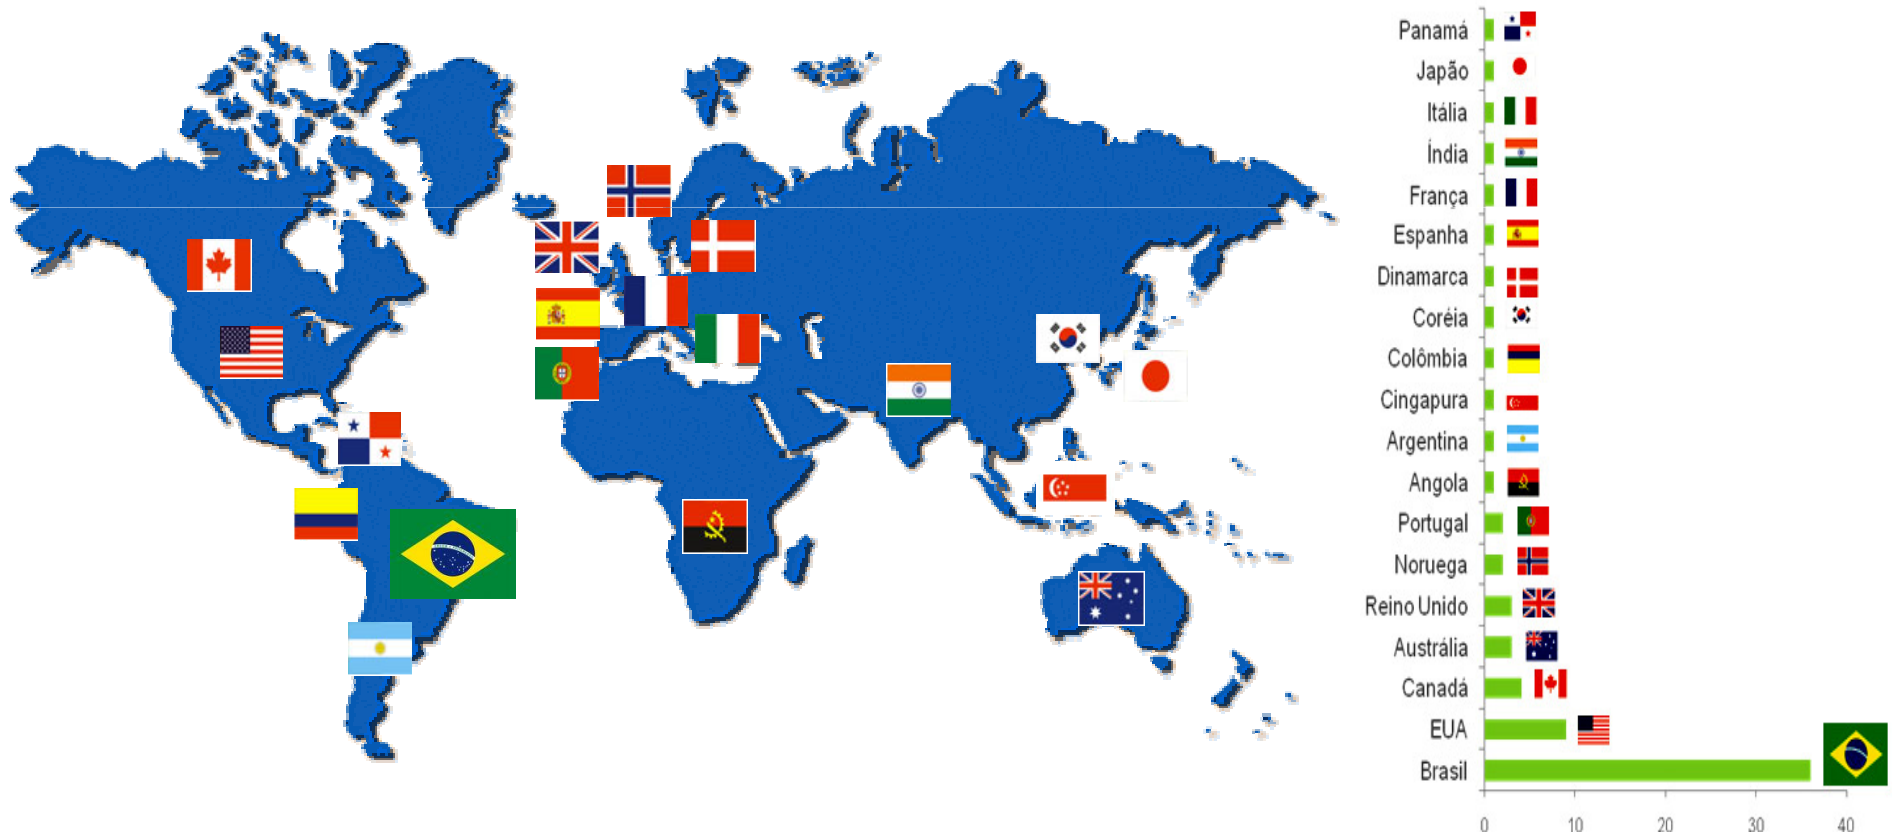 Panamá
Japão
Itália
Índia
França
Espanha
Dinamarca
Coréia
Colômbia
Cingapura
Argentina
Angola
Portugal
Noruega
Reino Unido
Austrália
Canadá
EUA
Brasil
0 10 20 30 40